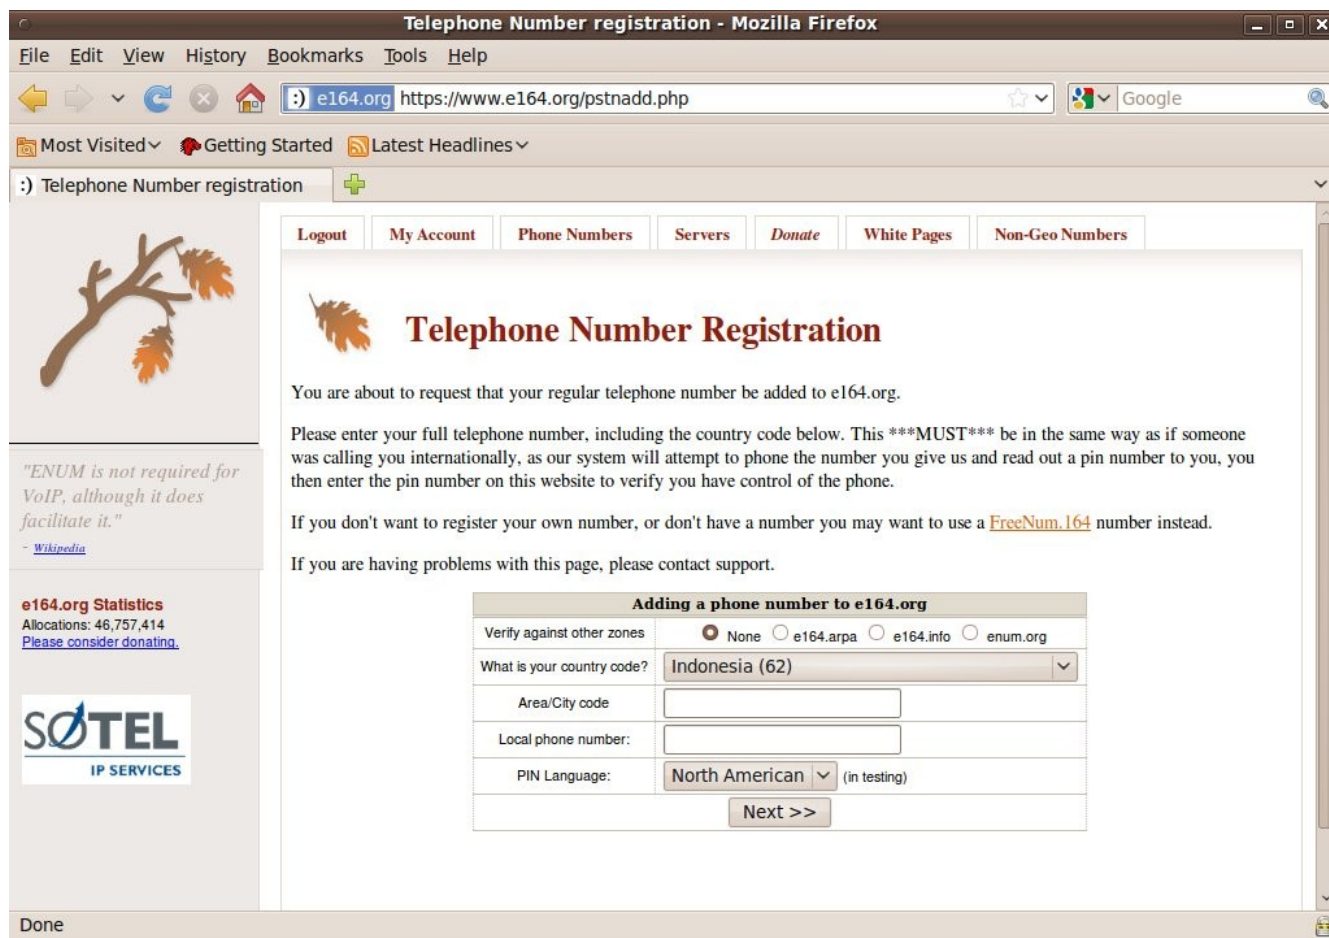 Telephone Number registration - Mozilla Firefox
File Edit View History Bookmarks Tools Help
:) e164.org https://www.e164.org/pstnadd.php Google
Most Visited Getting Started Latest Headlines
:) Telephone Number registration
Logout My Account Phone Numbers Servers Donate White Pages Non-Geo Numbers
Telephone Number Registration
You are about to request that your regular telephone number be added to e164.org.
Please enter your full telephone number, including the country code below. This ***MUST*** be in the same way as if someone
was calling you internationally, as our system will attempt to phone the number you give us and read out a pin number to you, you
then enter the pin number on this website to verify you have control of the phone.
If you don't want to register your own number, or don't have a number you may want to use a FreeNum.164 number instead.
If you are having problems with this page, please contact support.
"ENUM is not required for
VoIP, although it does
facilitate it."
- Wikipedia
e164.org Statistics
Allocations: 46,757,414
Please consider donating.
SOTEL
IP SERVICES
Adding a phone number to e164.org
Verify against other zones None e164.arpa e164.info enum.org
What is your country code? Indonesia (62)
Area/City code
Local phone number:
PIN Language: North American (in testing)
Next >>
Done